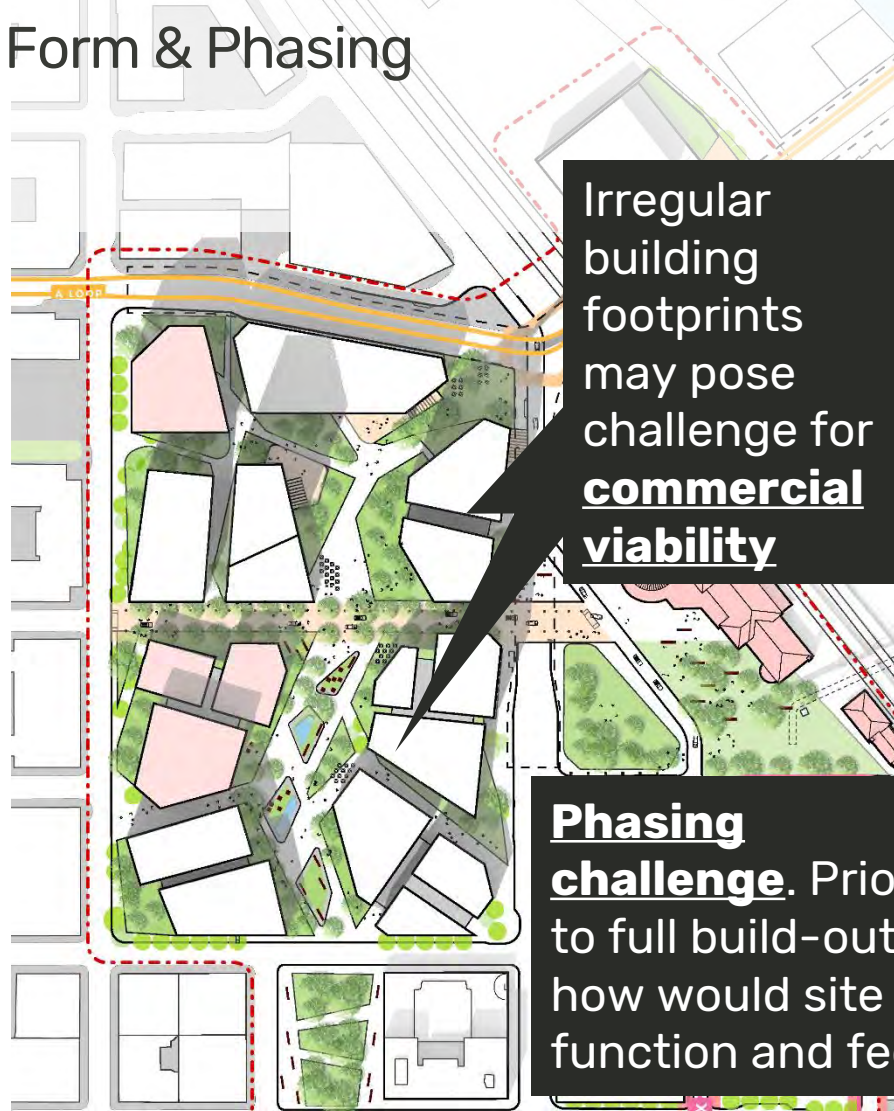 Form & Phasing
A LOOP
Irregular
building
footprints
may pose
challenge for
commercial
viability
Phasing
challenge. Prio
to full build-out
how would site
function and fe